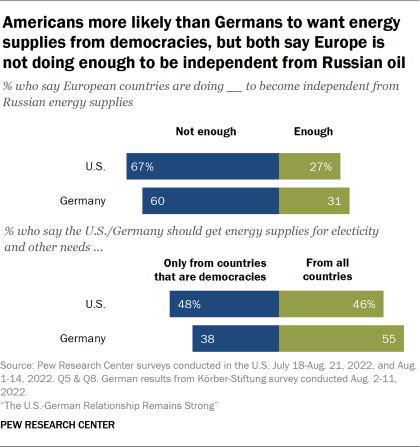 Americans more likely than Germans to want energy
supplies from democracies, but both say Europe is
not doing enough to be independent from Russian oil
% who say European countries are doing __ to become independent from
Russian energy supplies
Not enough Enough
U.S. 67% 27%
Germany 60 31
% who say the U.S./Germany should get energy supplies for electicity
and other needs ...
Only from countries
that are democracies
From all
countries
U.S. 48% 46%
Germany 38 55
Source: Pew Research Center surveys conducted in the U.S. July 18-Aug. 21, 2022, and Aug.
1-14, 2022. Q5 & Q8. German results from Körber-Stiftung survey conducted Aug. 2-11,
2022.
“The U.S.-German Relationship Remains Strong”
PEW RESEARCH CENTER